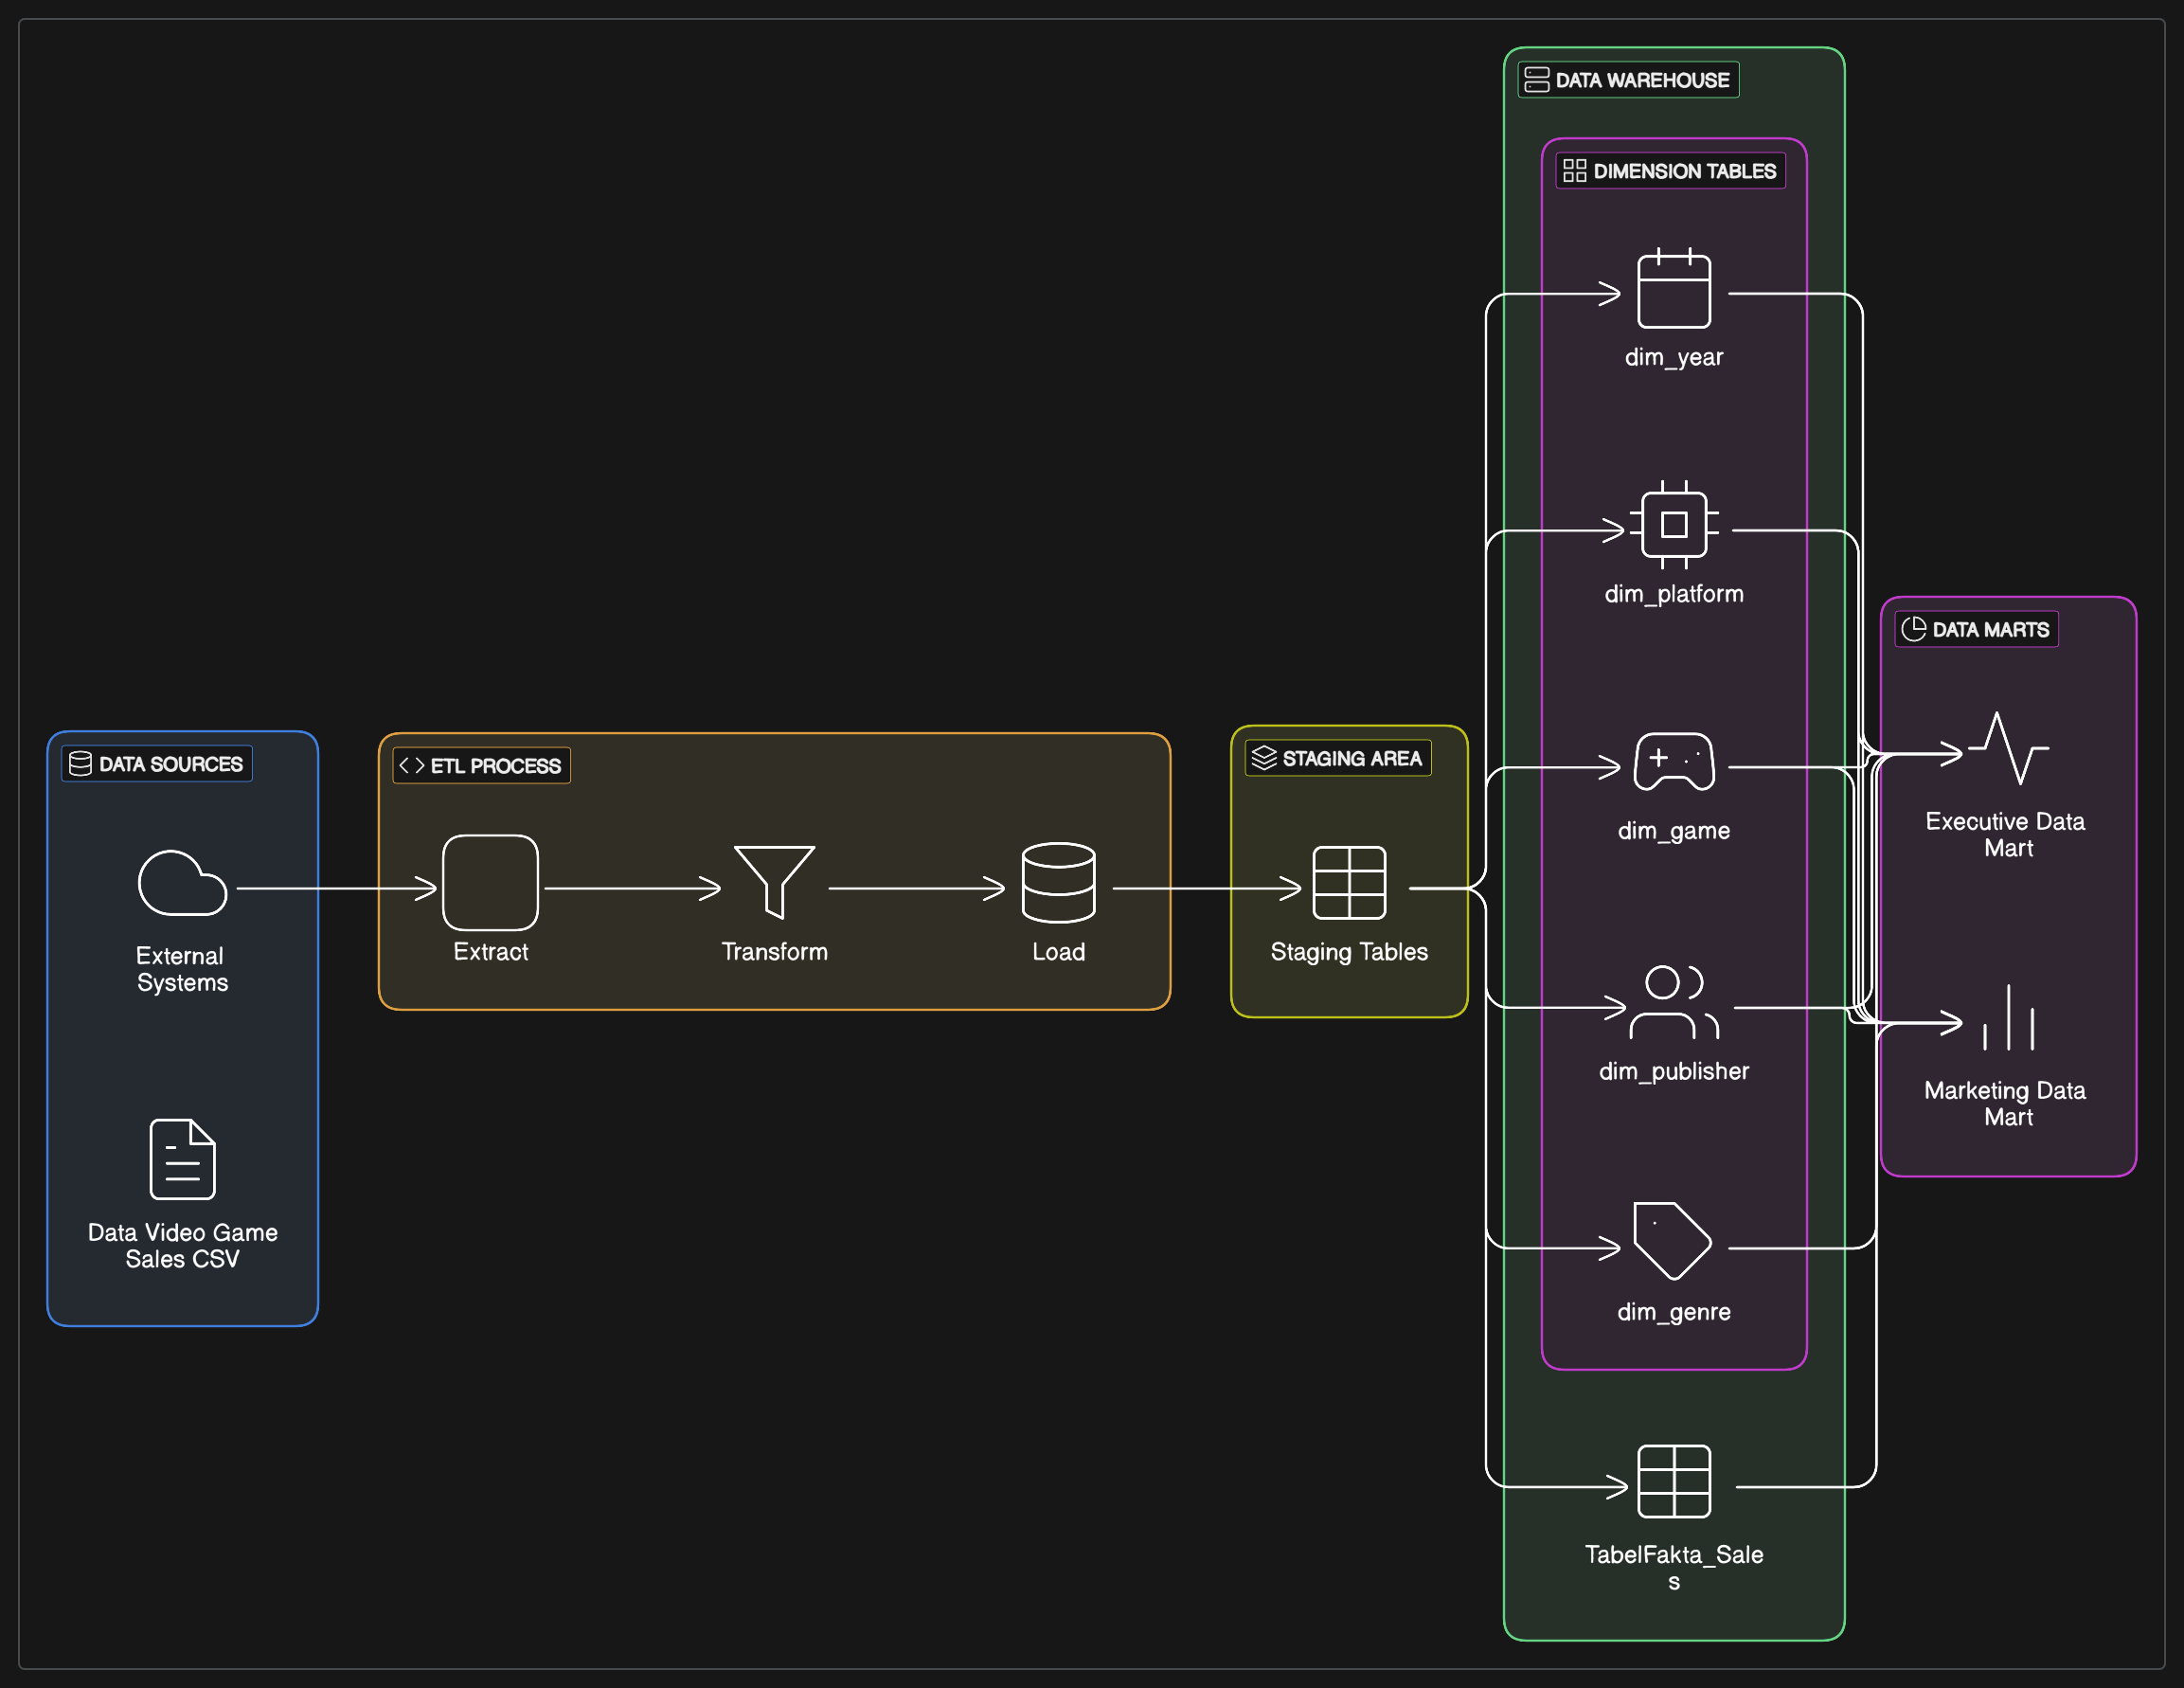 DATA SOURCES
External
Systems
Data Video Game
Sales CSV
ETL PROCESS
Extract
Transform
Load
STAGING AREA
Staging Tables
DATA WAREHOUSE
DIMENSION TABLES
dim_year
dim_platform
dim_game
dim_publisher
dim_genre
TabelFakta_Sale
s
DATA MARTS
Executive Data
Mart
Marketing Data
Mart